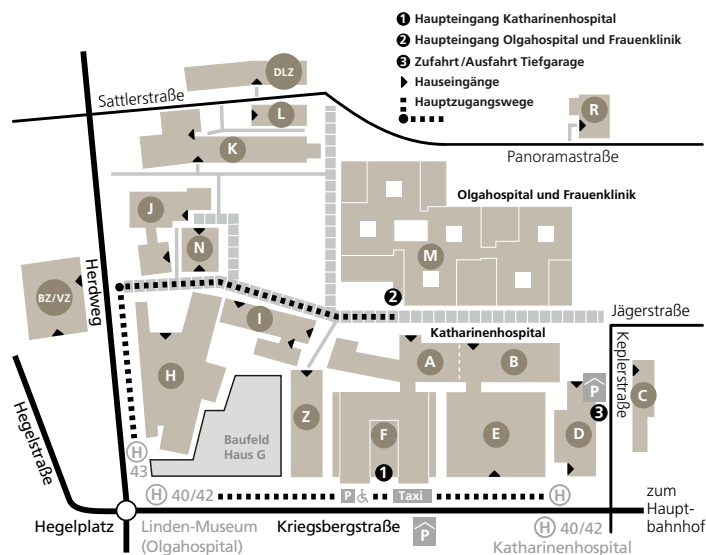 1 Haupteingang Katharinenhospital
2 Haupteingang Olgahospital und Frauenklinik
3 Zufahrt/Ausfahrt Tiefgarage
Hauseingänge
Hauptzugangswege
DLZ
Sattlerstraße
L
R
K
Panoramastraße
Olgahospital und Frauenklinik
J
N
M
BZ/VZ
Herdweg
2
I
Jägerstraße
Katharinenhospital
A
B
H
P
Keplerstraße
C
Hegelstraße
Z
3
Baufeld
Haus G
F
E
D
H
43
1
H 40/42
P
Taxi
H
zum
Haupt-
bahnhof
Hegelplatz
Linden-Museum
(Olgahospital)
Kriegsbergstraße
P
H 40/42
Katharinenhospital